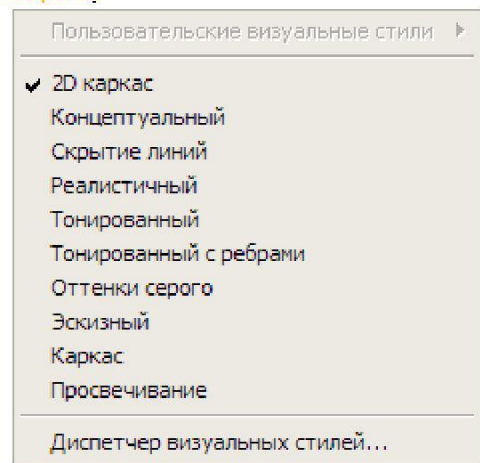 Пользовательские визуальные стили
2D каркас
Концептуальный
Скрытие линий
Реалистичный
Тонированный
Тонированный с ребрами
Оттенки серого
Эскизный
Каркас
Просвечивание
Диспетчер визуальных стилей...